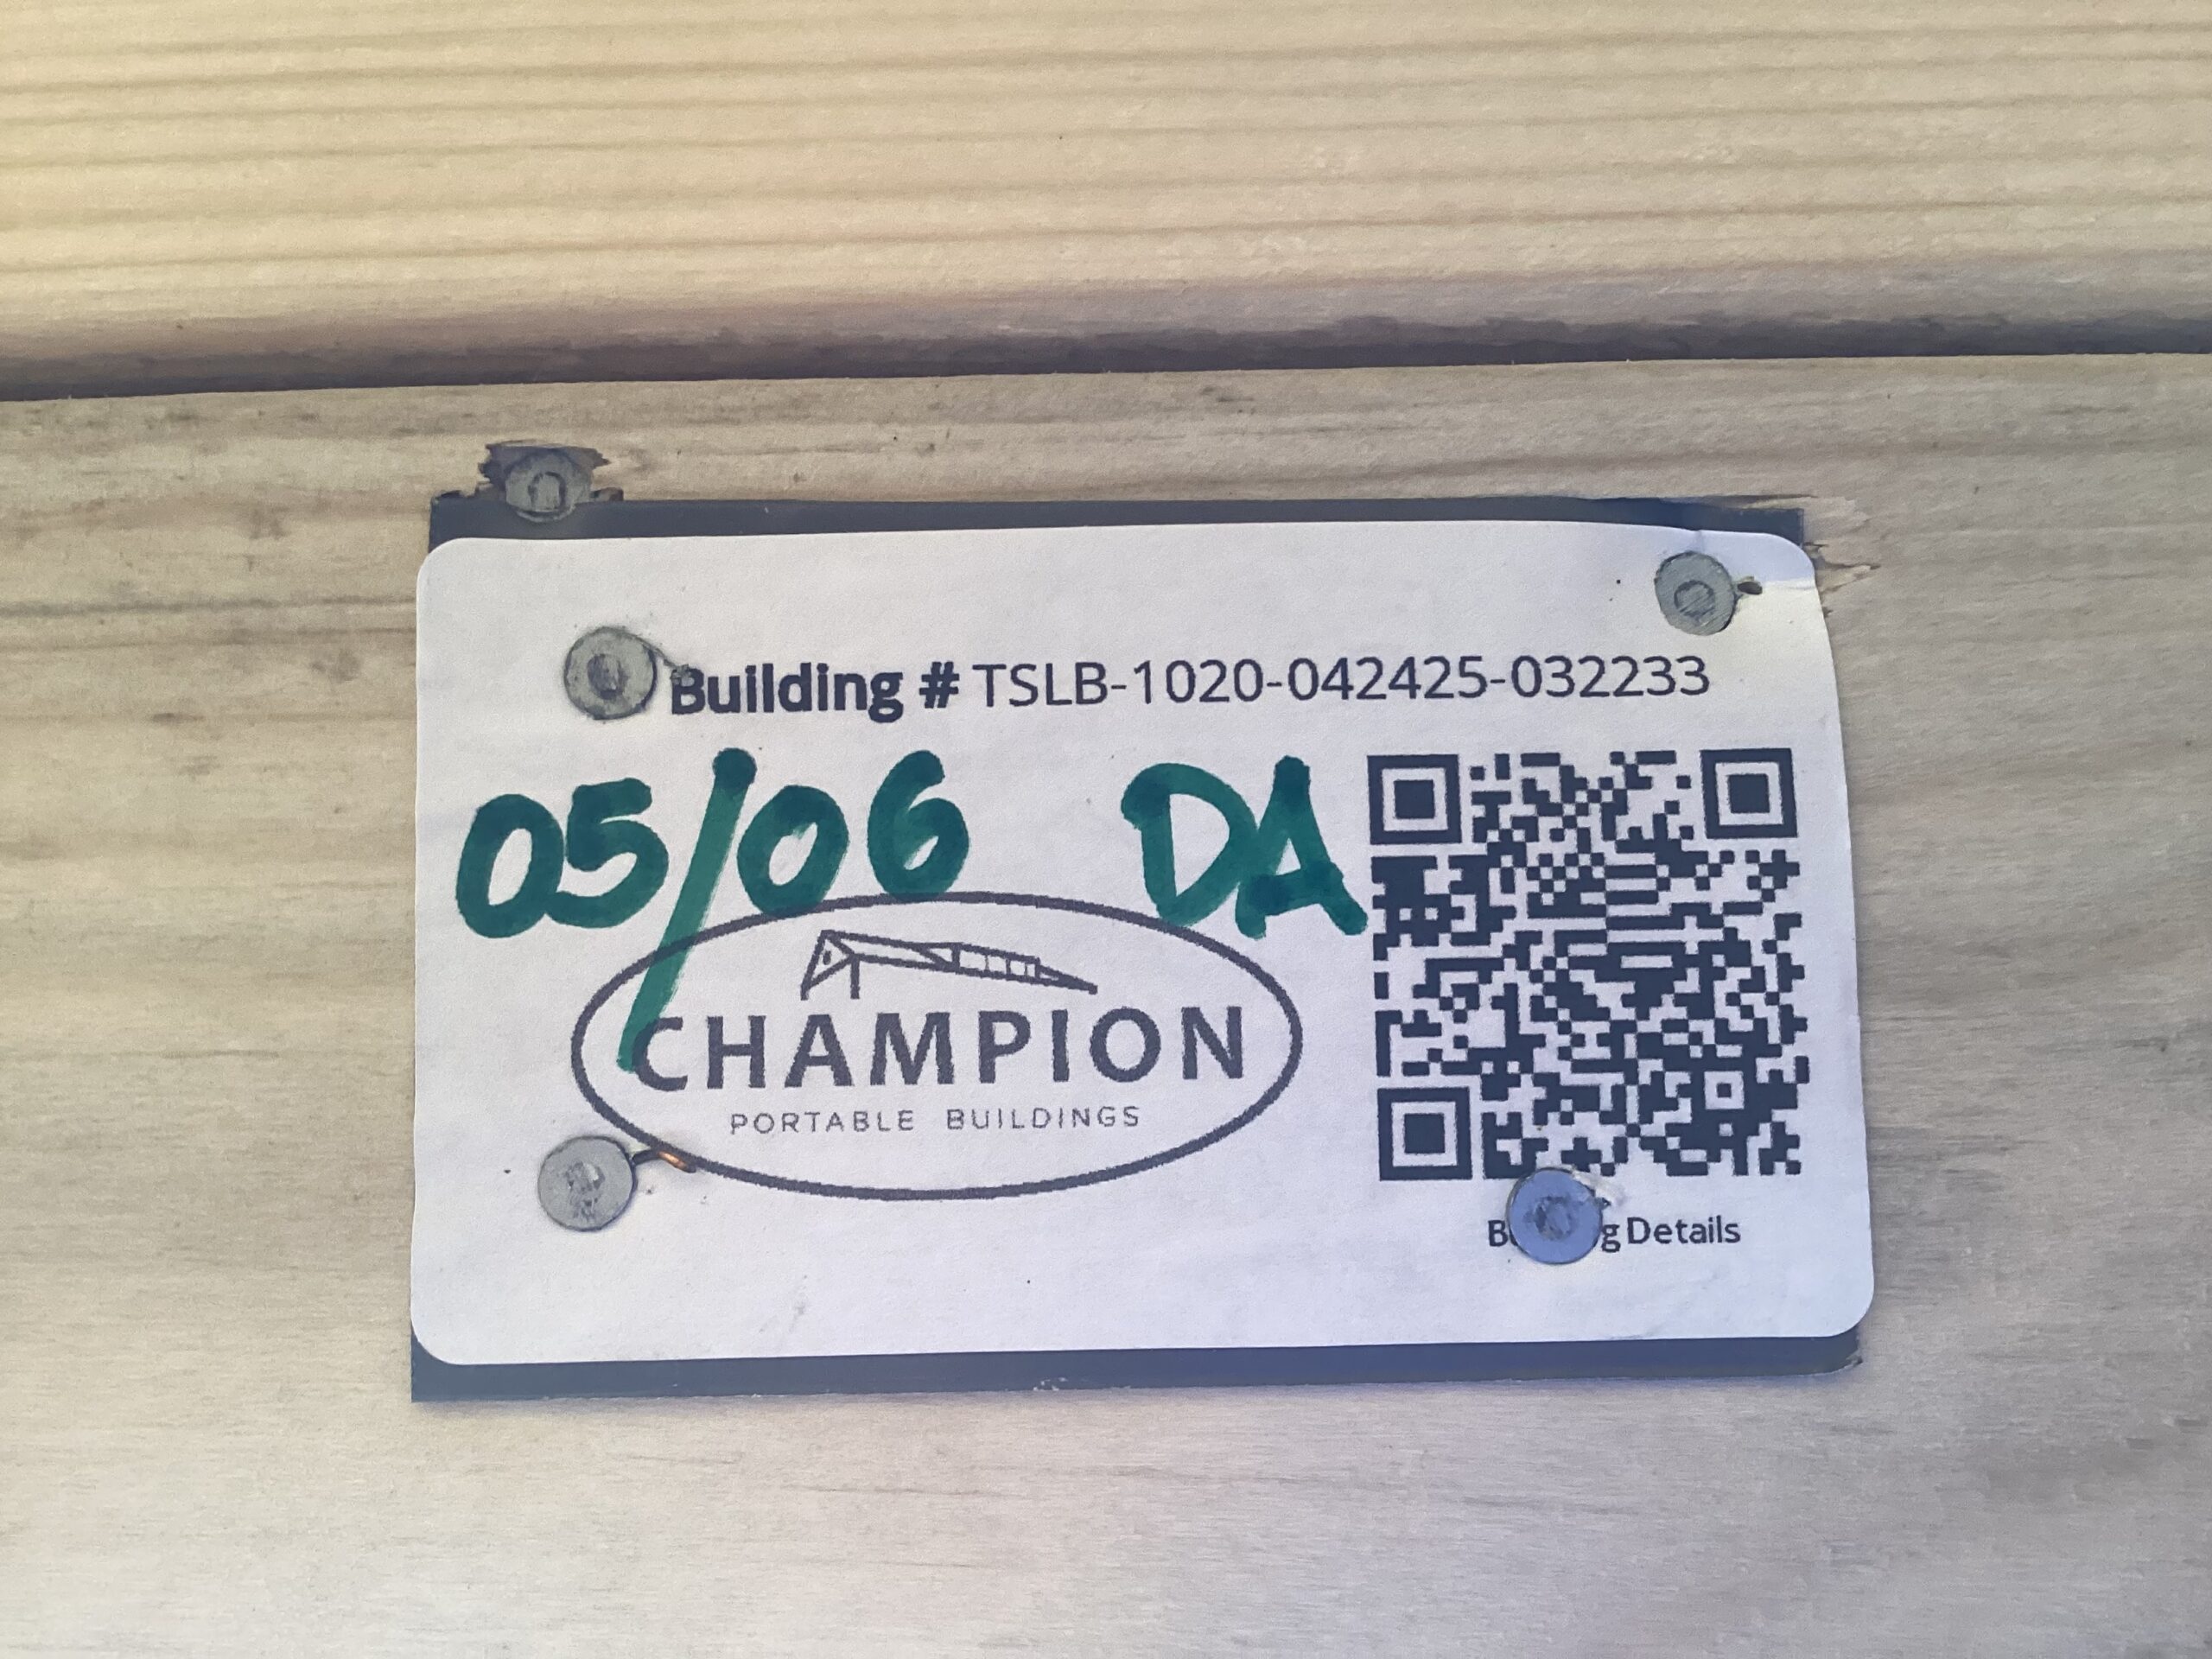 Building # TSLB-1020-042425-032233
05/06 DA
CHAMPION
PORTABLE BUILDINGS
Details